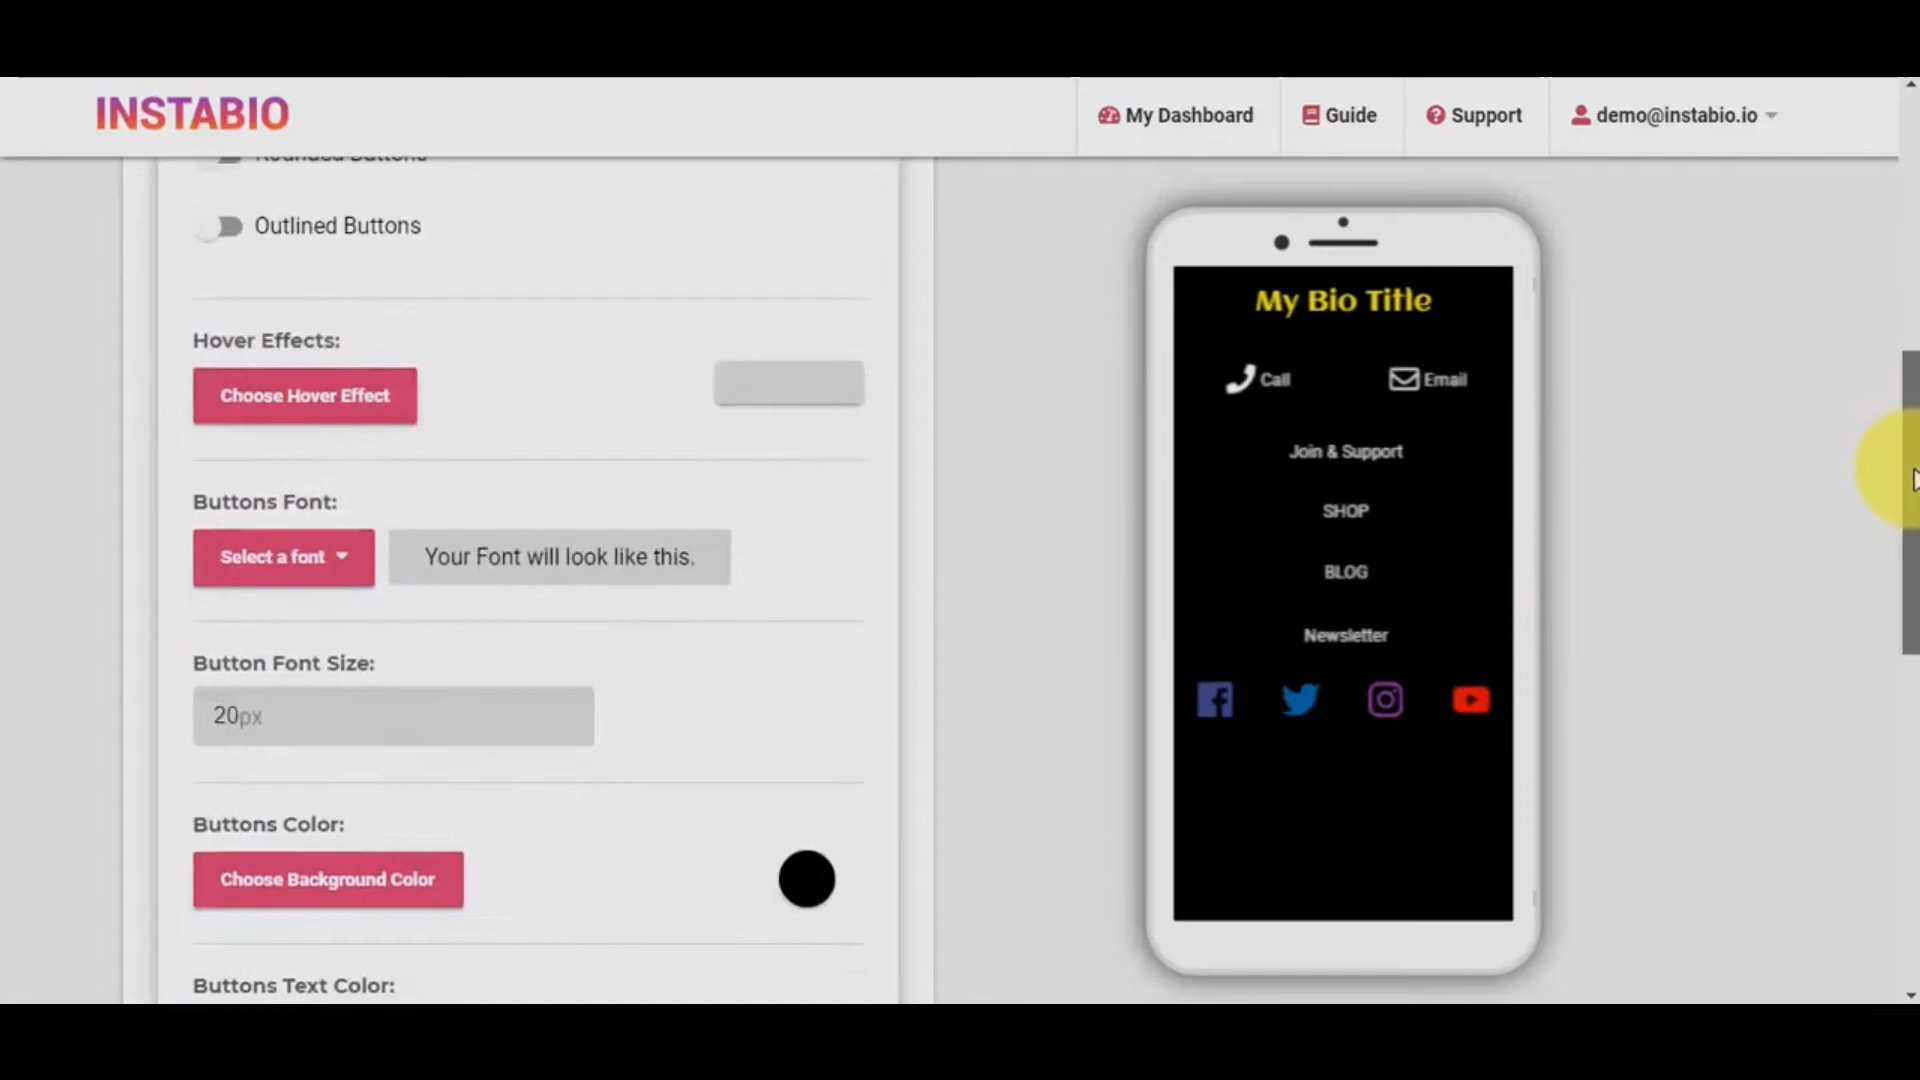 INSTABIO
My Dashboard
Guide
Support
demo@instabio.io
Rounded Buttons
Outlined Buttons
Hover Effects:
Choose Hover Effect
Buttons Font:
Select a font
Your Font will look like this.
Button Font Size:
20px
Buttons Color:
Choose Background Color
Buttons Text Color:
My Bio Title
Call
Email
Join & Support
SHOP
BLOG
Newsletter